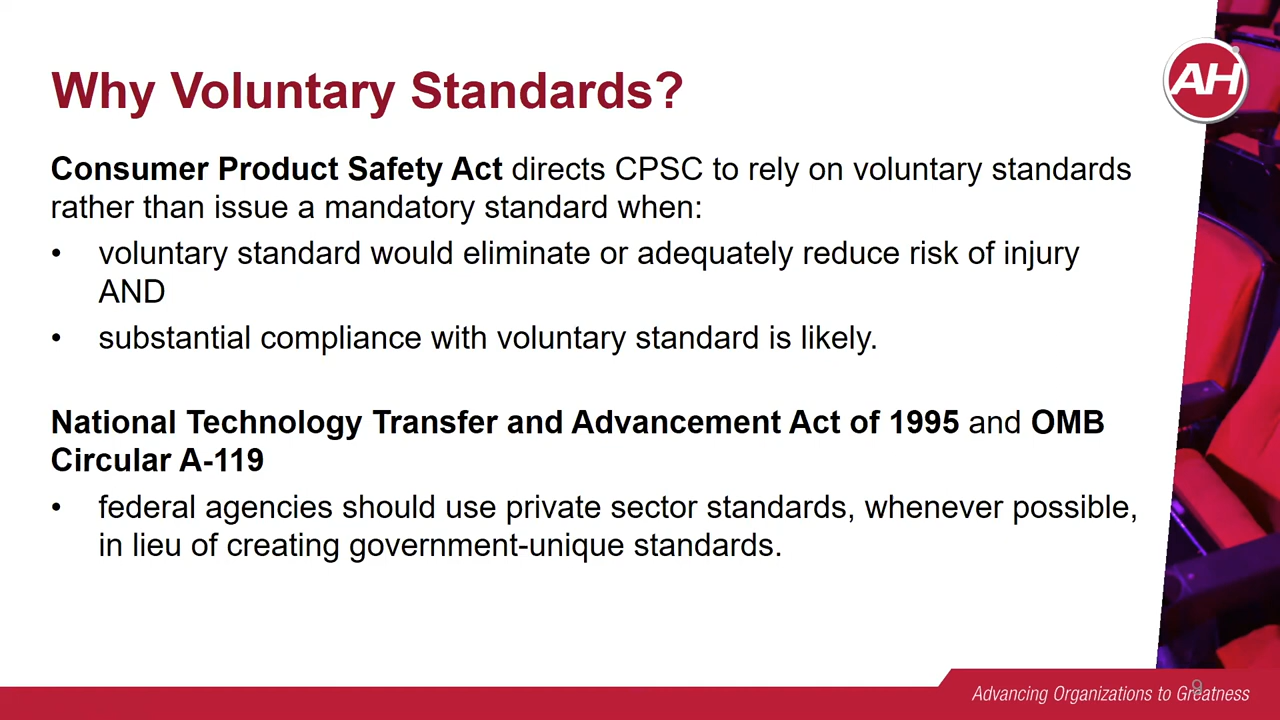 Why Voluntary Standards?
AH
Consumer Product Safety Act directs CPSC to rely on voluntary standards
rather than issue a mandatory standard when:
• voluntary standard would eliminate or adequately reduce risk of injury
AND
• substantial compliance with voluntary standard is likely.
National Technology Transfer and Advancement Act of 1995 and OMB
Circular A-119
• federal agencies should use private sector standards, whenever possible,
in lieu of creating government-unique standards.
Advancing Organizations to Greatness
9